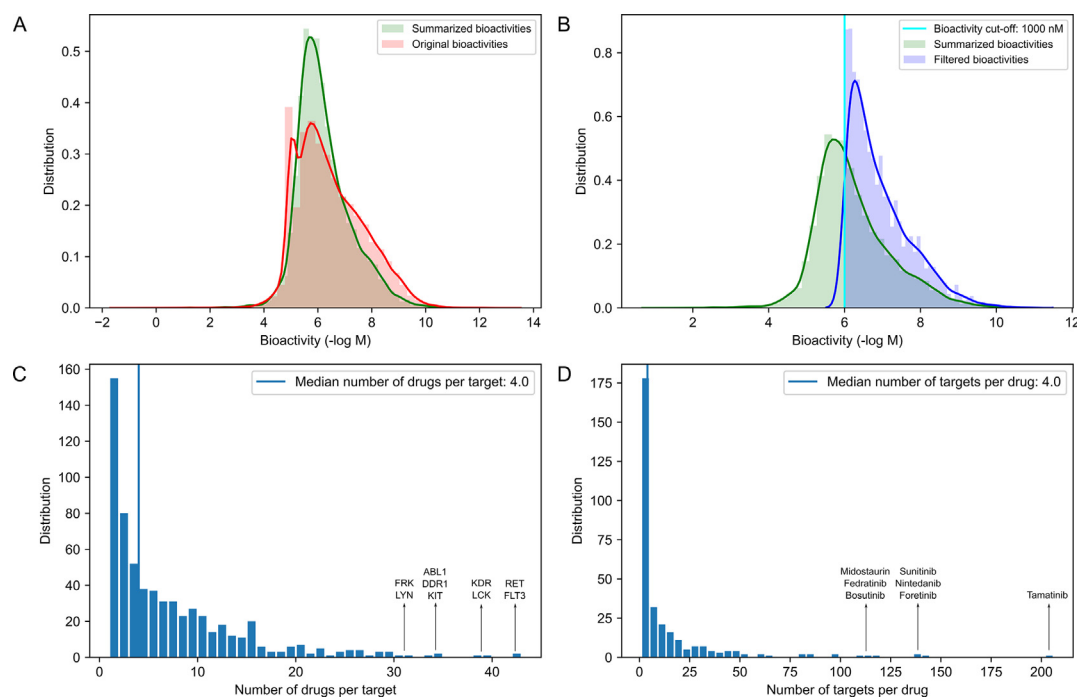 A
Summarized bioactivities
Original bioactivities
0.5
0.4
0.3
0.2
0.1
0.0
Distribution
−2
0
2
4
6
8
10
12
14
Bioactivity (-log M)
B
Bioactivity cut-off: 1000 nM
Summarized bioactivities
Filtered bioactivities
0.8
0.6
0.4
0.2
0.0
Distribution
2
4
6
8
10
12
Bioactivity (-log M)
C
Median number of drugs per target: 4.0
160
140
120
100
80
60
40
20
0
Distribution
FRK
LYN
ABL1
DDR1
KIT
KDR
LCK
RET
FLT3
0
10
20
30
40
Number of drugs per target
D
Median number of targets per drug: 4.0
175
150
125
100
75
50
25
0
Distribution
Midostaurin
Fedratinib
Bosutinib
Sunitinib
Nintedanib
Foretinib
Tamatinib
0
25
50
75
100
125
150
175
200
Number of targets per drug